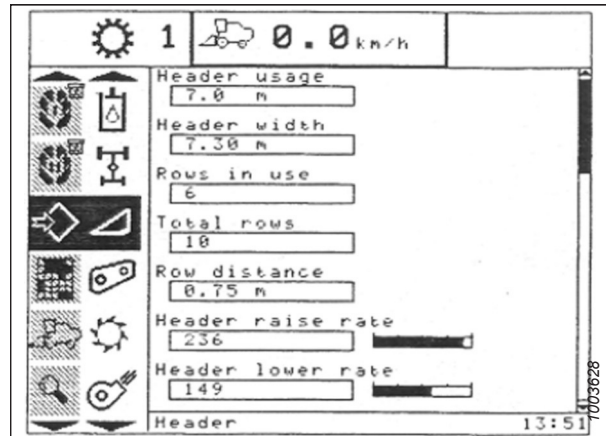 1 0.0 km/h
Header usage
7.0 m
Header width
7.30 m
Rows in use
6
Total rows
10
Row distance
0.75 m
Header raise rate
236
Header lower rate
149
Header 13:51
1003628